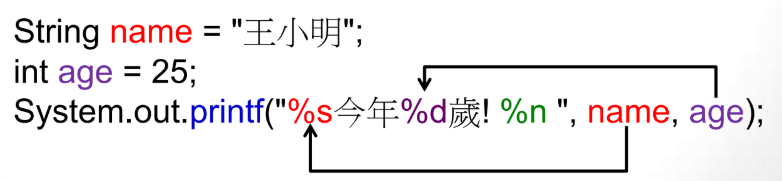 String name = "王小明";
int age = 25;
System.out.printf("%s今年%d歲! %n ", name, age);